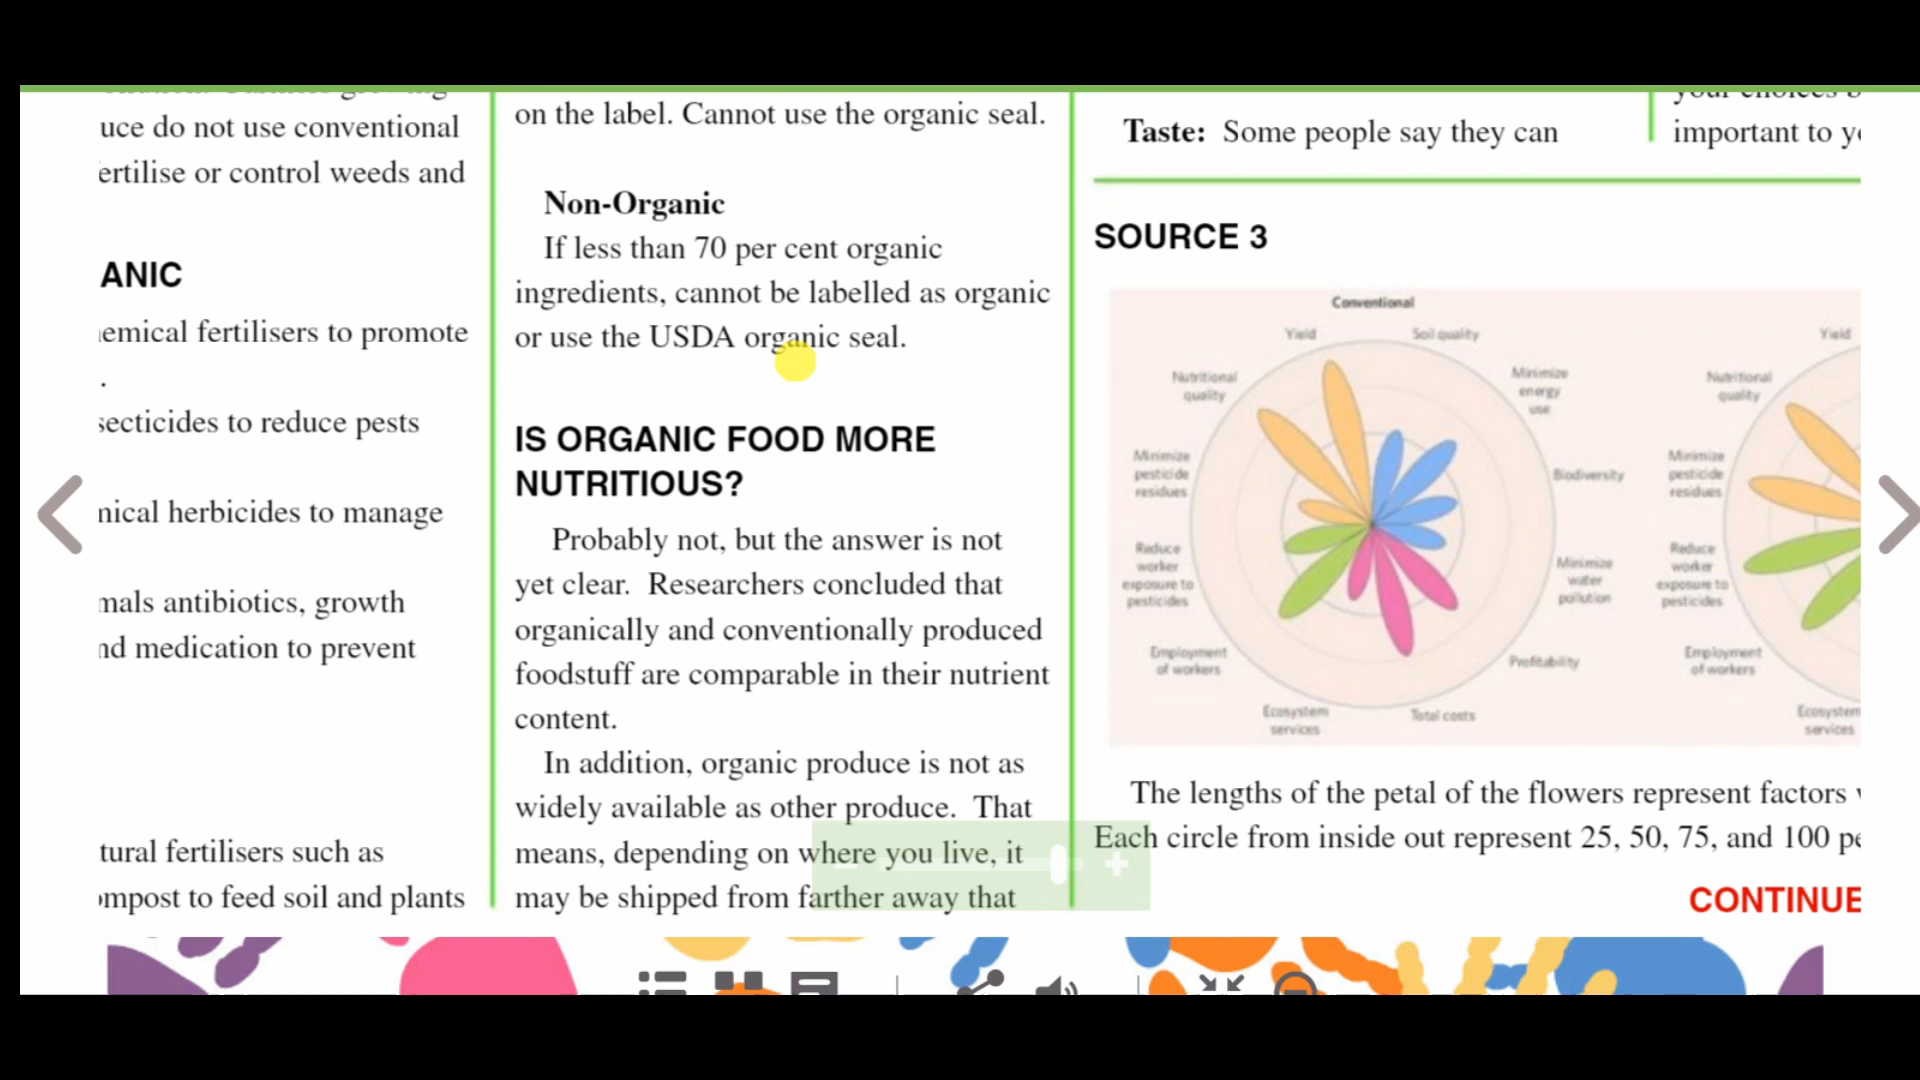 uce do not use conventional
ertilise or control weeds and
ANIC
emical fertilisers to promote
.
secticides to reduce pests
nical herbicides to manage
mals antibiotics, growth
nd medication to prevent
tural fertilisers such as
ompost to feed soil and plants
on the label. Cannot use the organic seal.
Non-Organic
If less than 70 per cent organic
ingredients, cannot be labelled as organic
or use the USDA organic seal.
IS ORGANIC FOOD MORE
NUTRITIOUS?
Probably not, but the answer is not
yet clear. Researchers concluded that
organically and conventionally produced
foodstuff are comparable in their nutrient
content.
In addition, organic produce is not as
widely available as other produce. That
means, depending on where you live, it
may be shipped from farther away that
Taste: Some people say they can
your choices b
important to yo
SOURCE 3
Conventional
Yield
Soil quality
Nutritional
quality
Minimize
energy
use
Minimize
pesticide
residues
Biodiversity
Reduce
worker
exposure to
pesticides
Minimize
water
pollution
Employment
of workers
Profitability
Ecosystem
services
Total costs
Yield
Nutritional
quality
Minimize
pesticide
residues
Reduce
worker
exposure to
pesticides
Employment
of workers
Ecosystem
services
The lengths of the petal of the flowers represent factors
Each circle from inside out represent 25, 50, 75, and 100 pe
CONTINUE